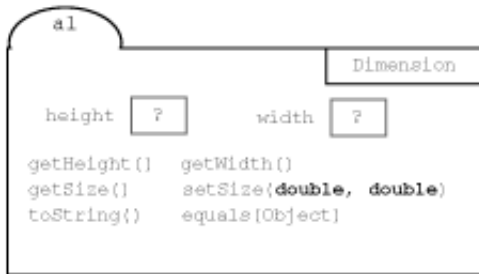 a1
Dimension
height ? width ?
getHeight() getWidth()
getSize() setSize(double, double)
toString() equals[Object]